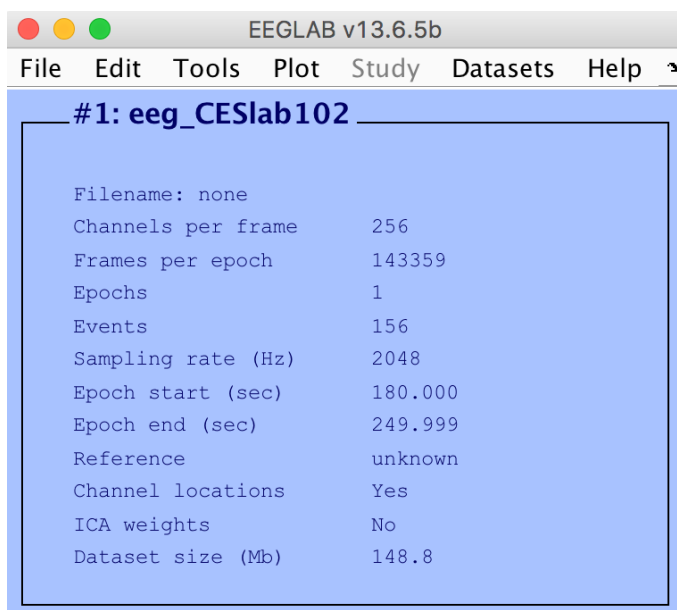 EEGLAB v13.6.5b
File Edit Tools Plot Study Datasets Help
#1: eeg_CESlab102
Filename: none
Channels per frame 256
Frames per epoch 143359
Epochs 1
Events 156
Sampling rate (Hz) 2048
Epoch start (sec) 180.000
Epoch end (sec) 249.999
Reference unknown
Channel locations Yes
ICA weights No
Dataset size (Mb) 148.8